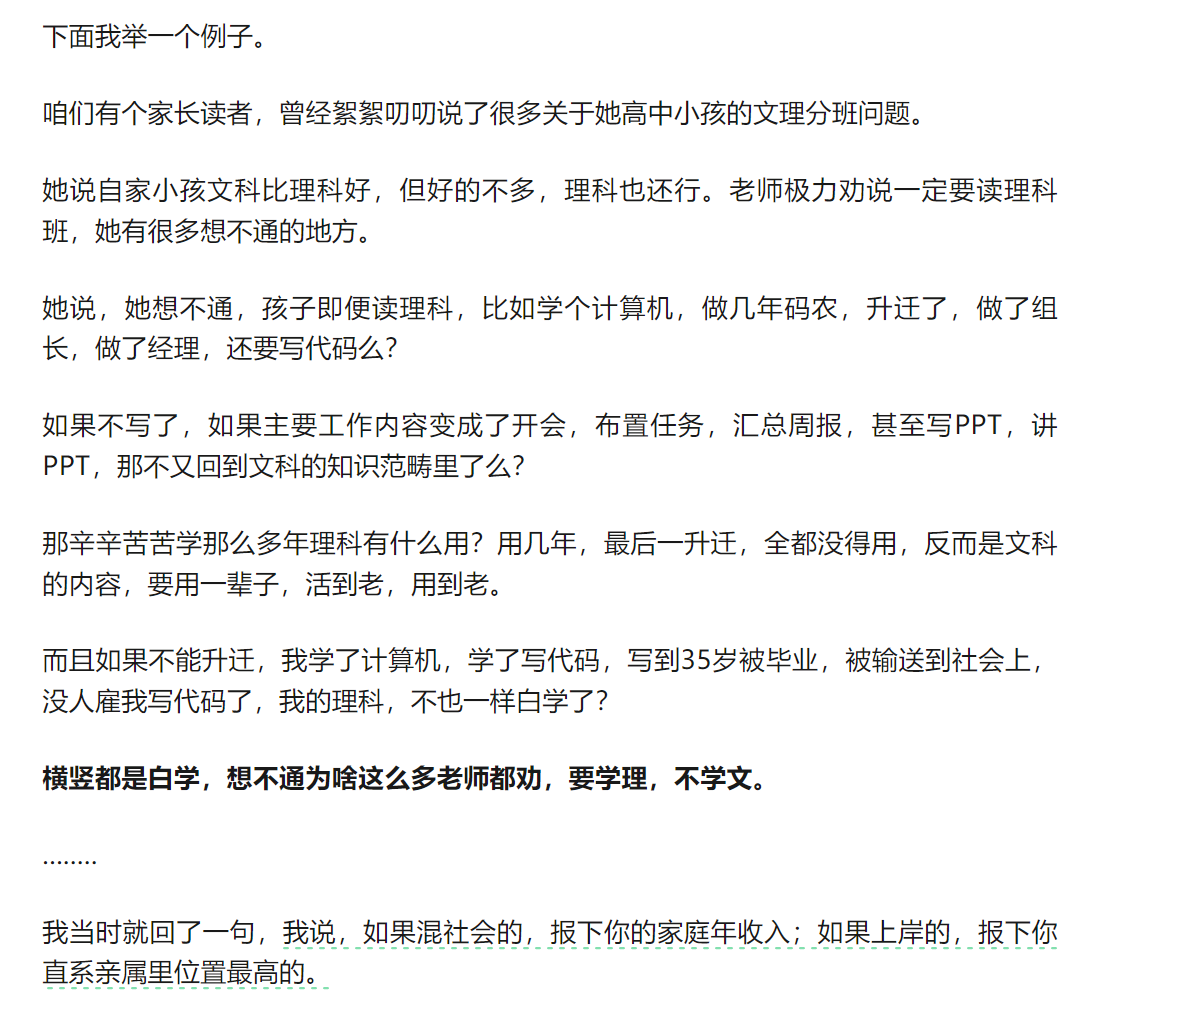 下面我举一个例子。
咱们有个家长读者，曾经絮絮叨叨说了很多关于她高中小孩的文理分班问题。
她说自家小孩文科比理科好，但好的不多，理科也还行。老师极力劝说一定要读理科
班，她有很多想不通的地方。
她说，她想不通，孩子即便读理科，比如学个计算机，做几年码农，升迁了，做了组
长，做了经理，还要写代码么？
如果不写了，如果主要工作内容变成了开会，布置任务，汇总周报，甚至写PPT，讲
PPT，那不又回到文科的知识范畴里了么？
那辛辛苦苦学那么多年理科有什么用？用几年，最后一升迁，全都没得用，反而是文科
的内容，要用一辈子，活到老，用到老。
而且如果不能升迁，我学了计算机，学了写代码，写到35岁被毕业，被输送到社会上，
没人雇我写代码了，我的理科，不也一样白学了？
横竖都是白学，想不通为啥这么多老师都劝，要学理，不学文。
........
我当时就回了一句，我说，如果混社会的，报下你的家庭年收入；如果上岸的，报下你
直系亲属里位置最高的。